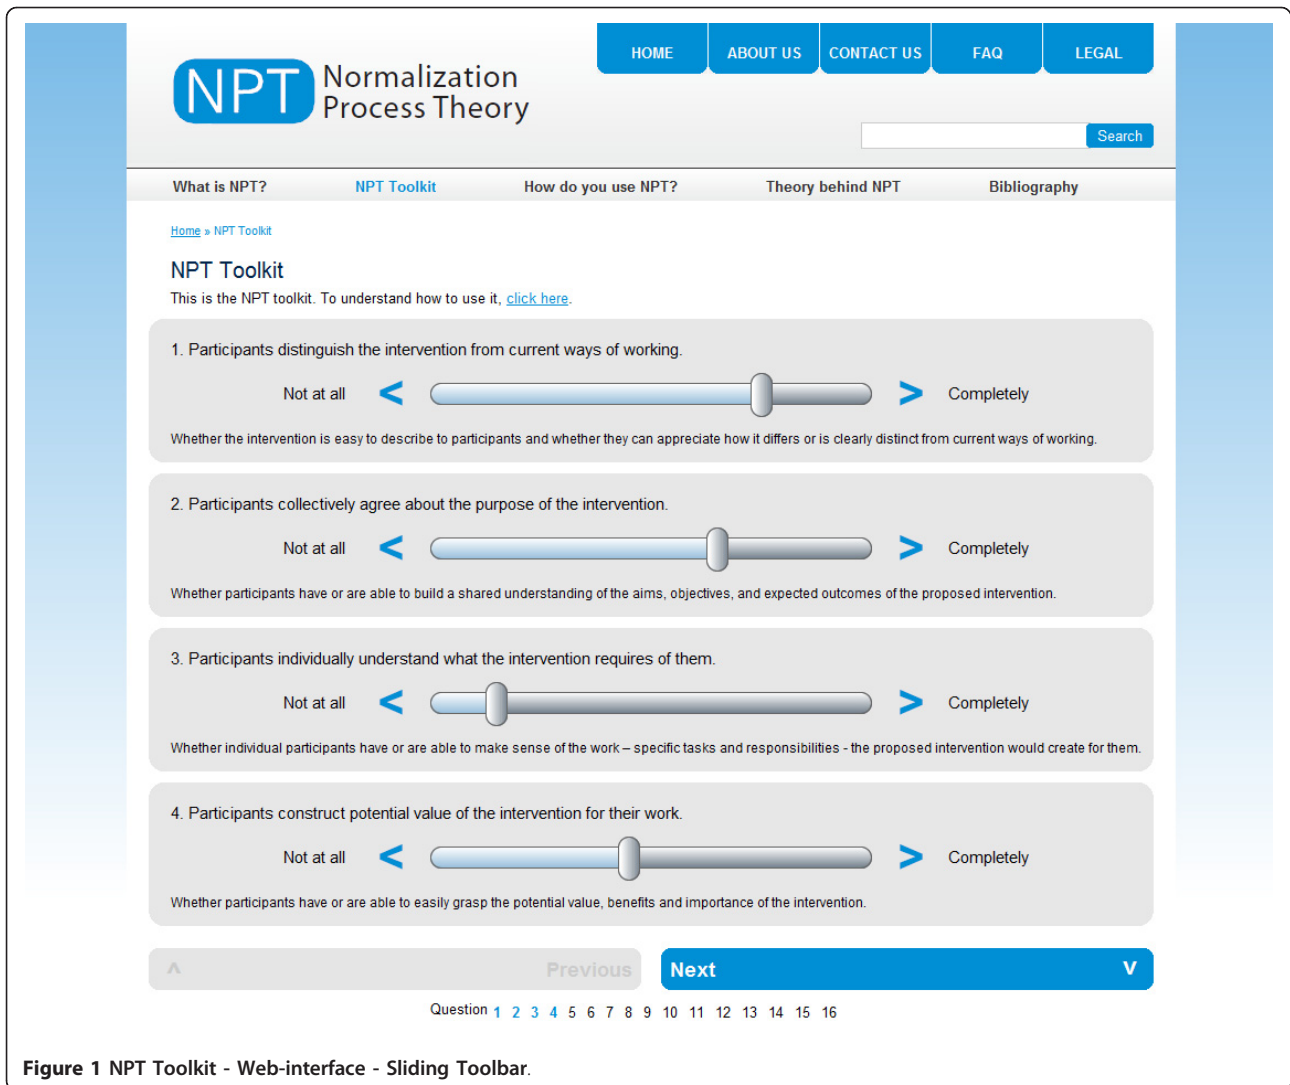 HOME ABOUT US CONTACT US FAQ LEGAL
NPT Normalization
Process Theory
Search
What is NPT? NPT Toolkit How do you use NPT? Theory behind NPT Bibliography
Home » NPT Toolkit
NPT Toolkit
This is the NPT toolkit. To understand how to use it, click here.
1. Participants distinguish the intervention from current ways of working.
Not at all < > Completely
Whether the intervention is easy to describe to participants and whether they can appreciate how it differs or is clearly distinct from current ways of working.
2. Participants collectively agree about the purpose of the intervention.
Not at all < > Completely
Whether participants have or are able to build a shared understanding of the aims, objectives, and expected outcomes of the proposed intervention.
3. Participants individually understand what the intervention requires of them.
Not at all < > Completely
Whether individual participants have or are able to make sense of the work – specific tasks and responsibilities - the proposed intervention would create for them.
4. Participants construct potential value of the intervention for their work.
Not at all < > Completely
Whether participants have or are able to easily grasp the potential value, benefits and importance of the intervention.
^ Previous Next v
Question 1 2 3 4 5 6 7 8 9 10 11 12 13 14 15 16
Figure 1 NPT Toolkit - Web-interface - Sliding Toolbar.